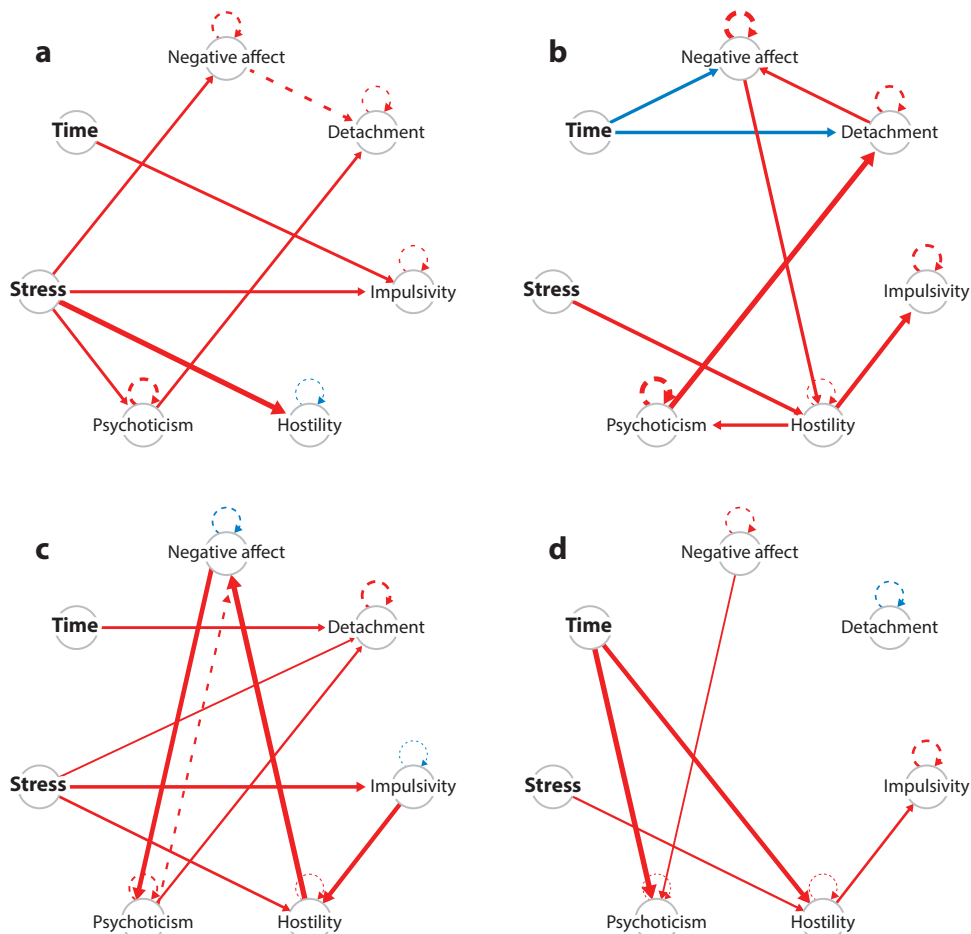 a
Negative affect
Time
Detachment
Stress
Impulsivity
Psychoticism
Hostility
b
Negative affect
Time
Detachment
Stress
Impulsivity
Psychoticism
Hostility
c
Negative affect
Time
Detachment
Stress
Impulsivity
Psychoticism
Hostility
d
Negative affect
Time
Detachment
Stress
Impulsivity
Psychoticism
Hostility